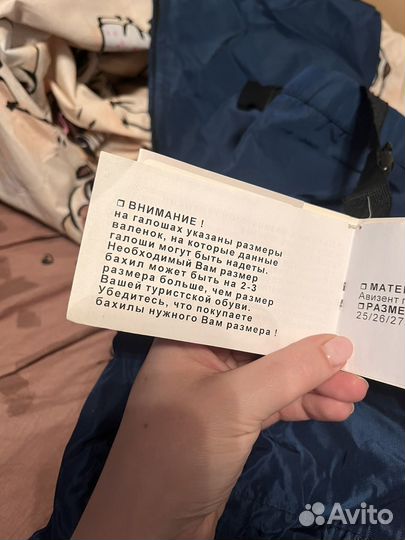 ❐ ВНИМАНИЕ !
на галошах указаны размеры
валенок, на которые данные
галоши могут быть надеты.
Необходимый Вам размер
бахил может быть на 2-3
размера больше, чем размер
Вашей туристской обуви.
Убедитесь, что покупаете
бахилы нужного Вам размера !
❐ МАТЕ
Авизент
❐РАЗМЕ
25/26/27
Avito